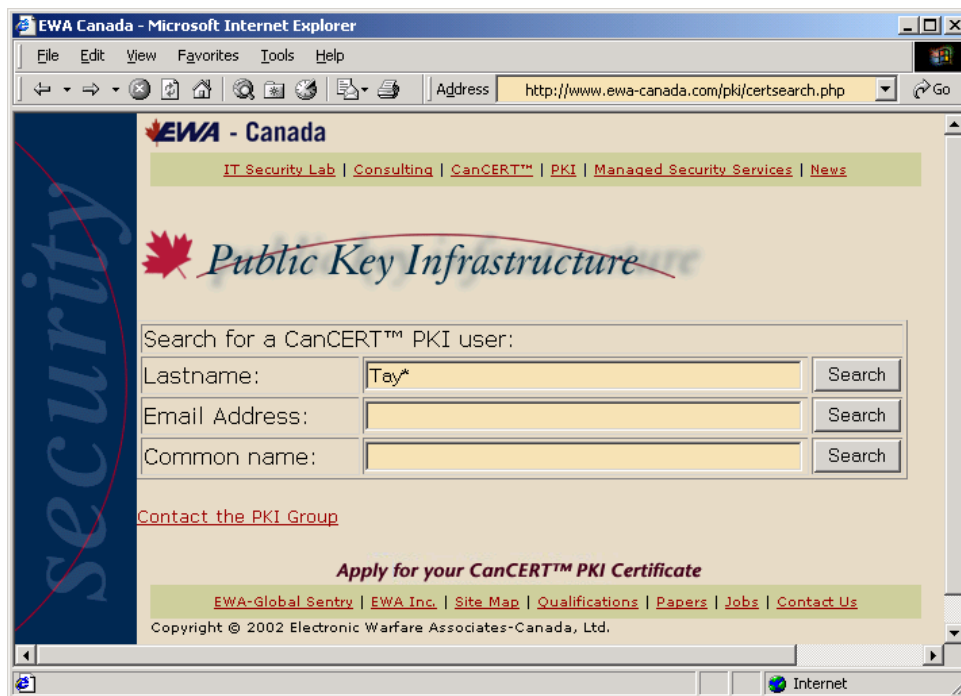 EWA Canada - Microsoft Internet Explorer
File Edit View Favorites Tools Help
Address http://www.ewa-canada.com/pki/certsearch.php Go
EWA - Canada
IT Security Lab | Consulting | CanCERT™ | PKI | Managed Security Services | News
security
Public Key Infrastructure
Search for a CanCERT™ PKI user:
Lastname: Tay* Search
Email Address: Search
Common name: Search
Contact the PKI Group
Apply for your CanCERT™ PKI Certificate
EWA-Global Sentry | EWA Inc. | Site Map | Qualifications | Papers | Jobs | Contact Us
Copyright © 2002 Electronic Warfare Associates-Canada, Ltd.
Internet